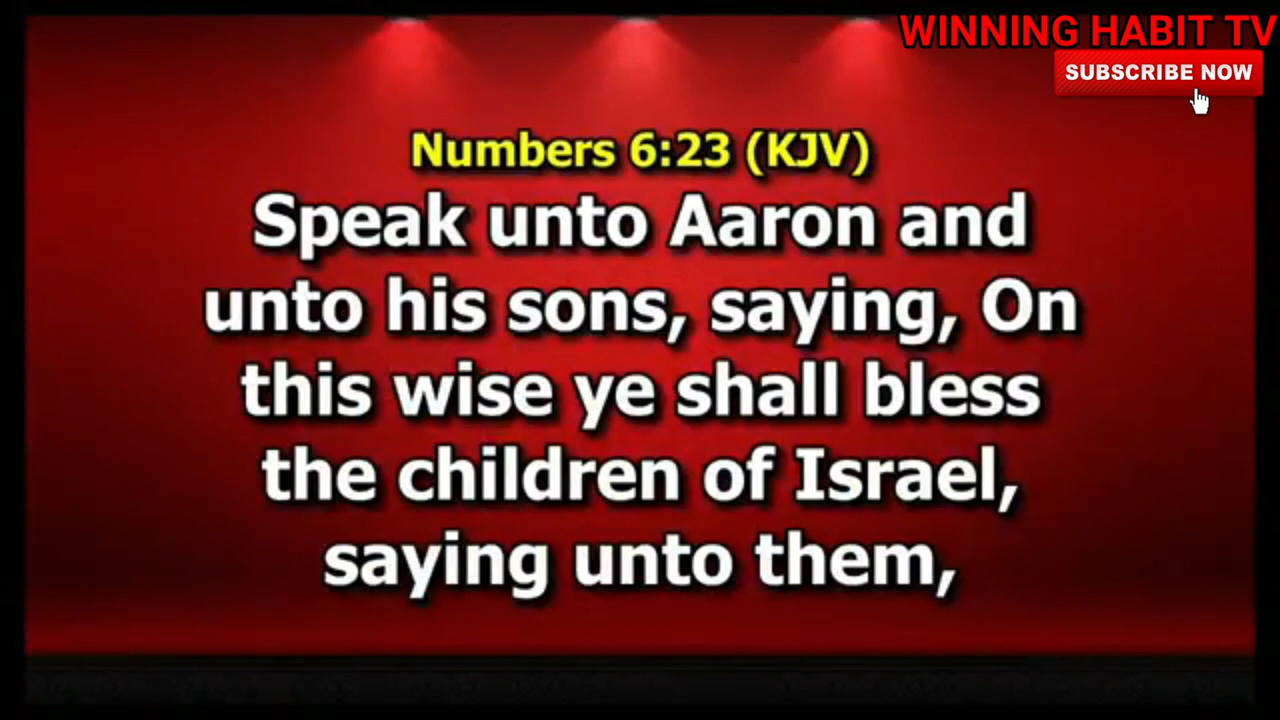 WINNING HABIT TV
SUBSCRIBE NOW
Numbers 6:23 (KJV)
Speak unto Aaron and
unto his sons, saying, On
this wise ye shall bless
the children of Israel,
saying unto them,